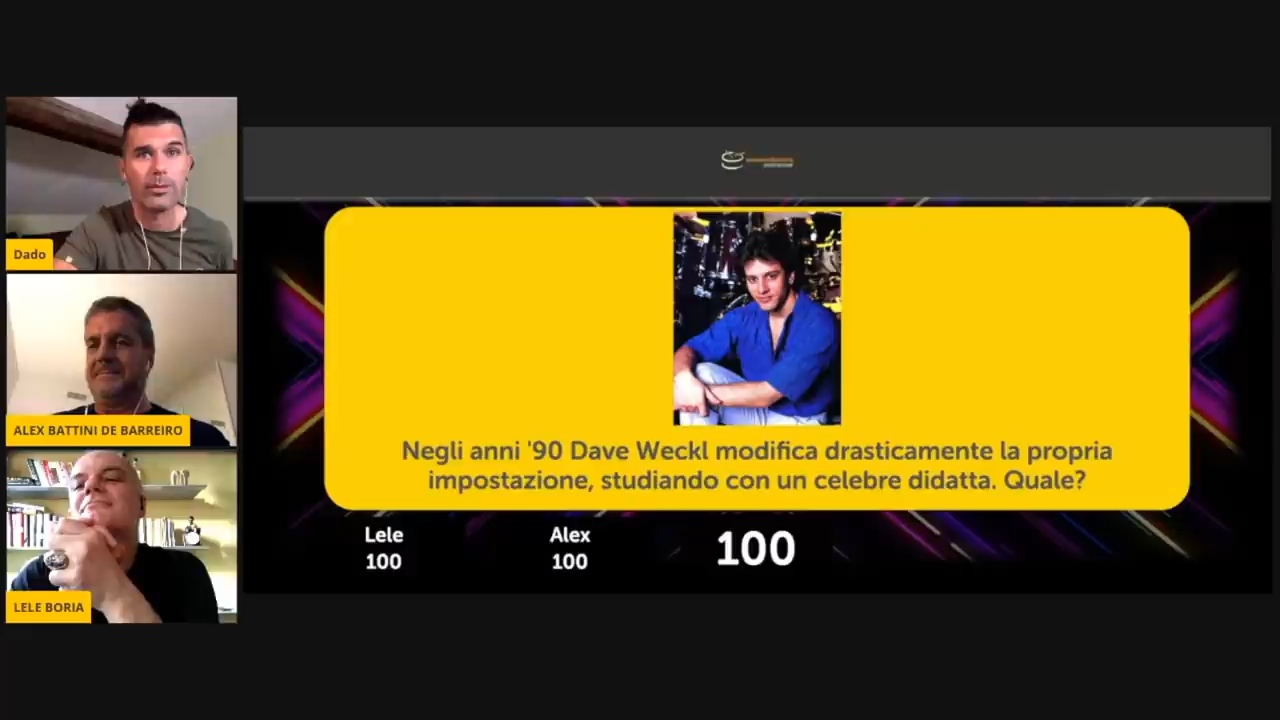 Dado
ALEX BATTINI DE BARREIRO
LELE BORIA
Negli anni '90 Dave Weckl modifica drasticamente la propria
impostazione, studiando con un celebre didatta. Quale?
Lele
100
Alex
100
100